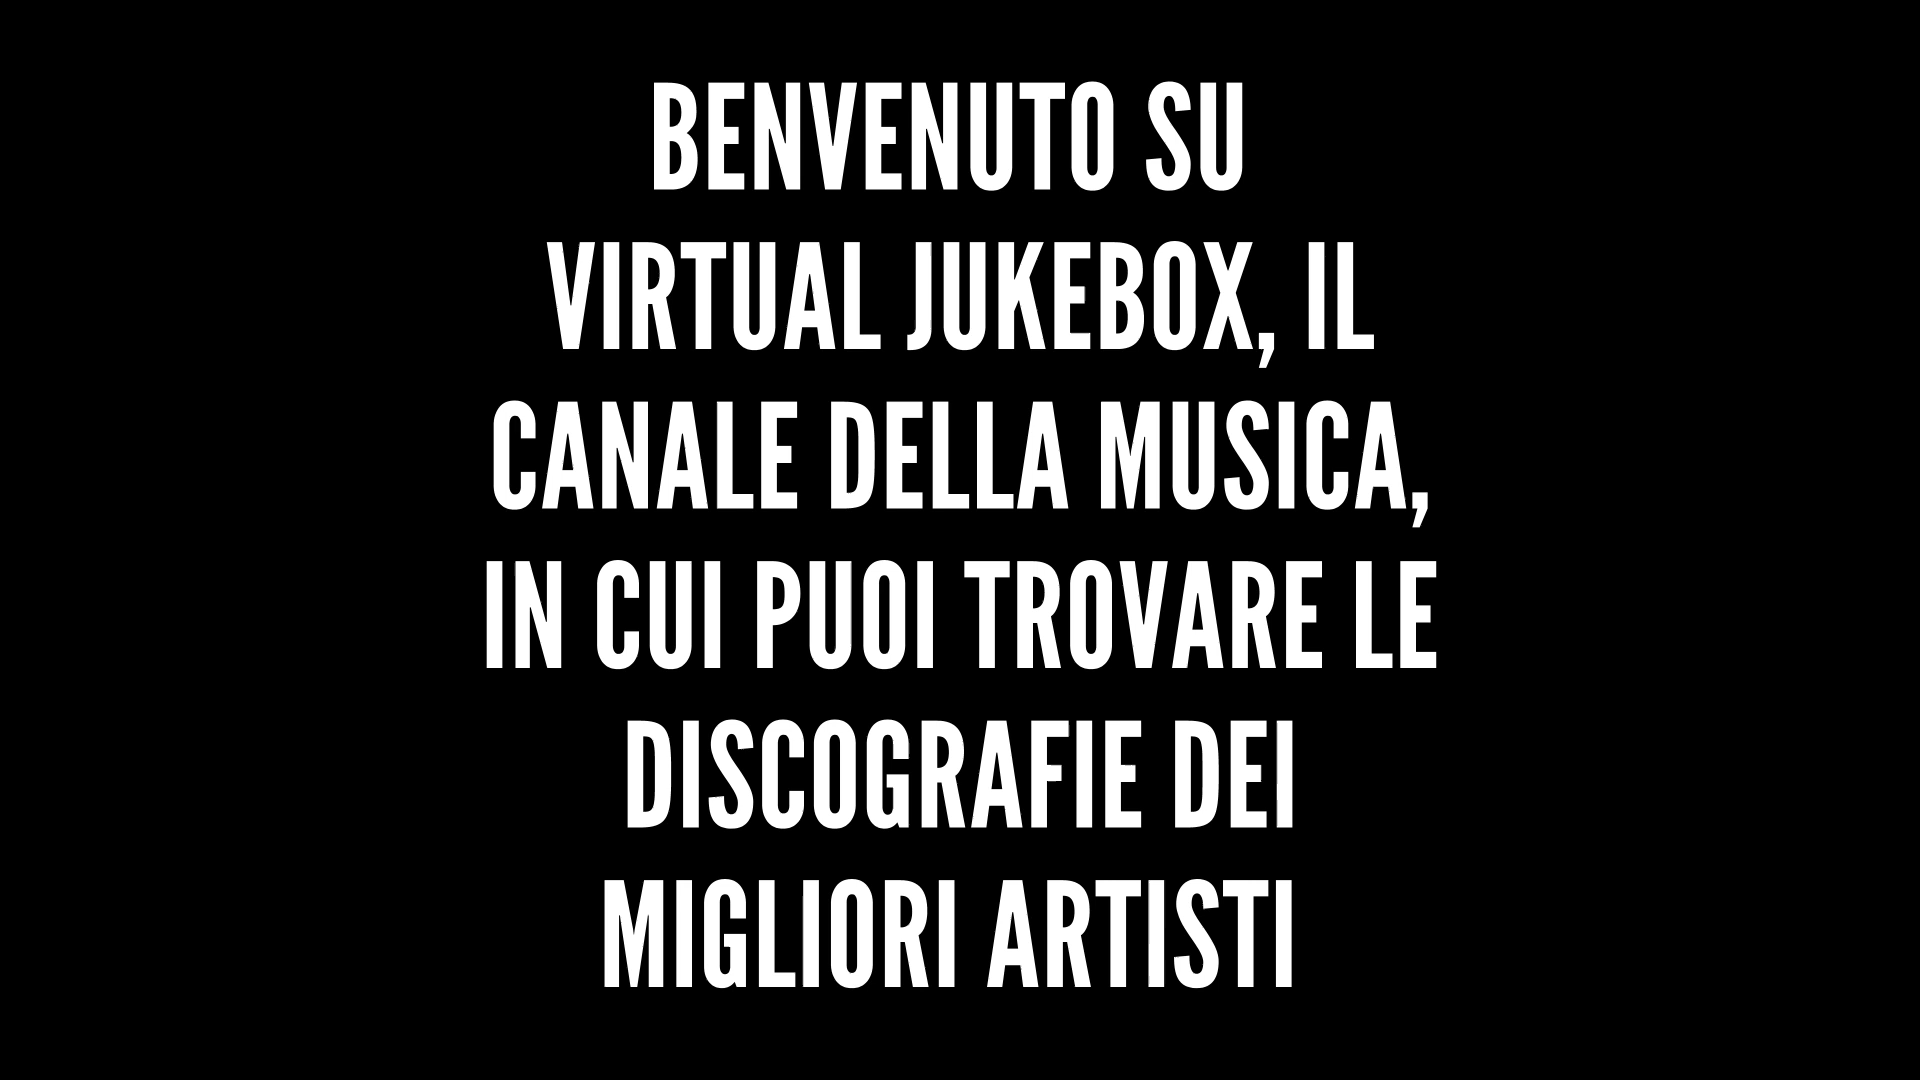 BENVENUTO SU
VIRTUAL JUKEBOX, IL
CANALE DELLA MUSICA,
IN CUI PUOI TROVARE LE
DISCOGRAFIE DEI
MIGLIORI ARTISTI